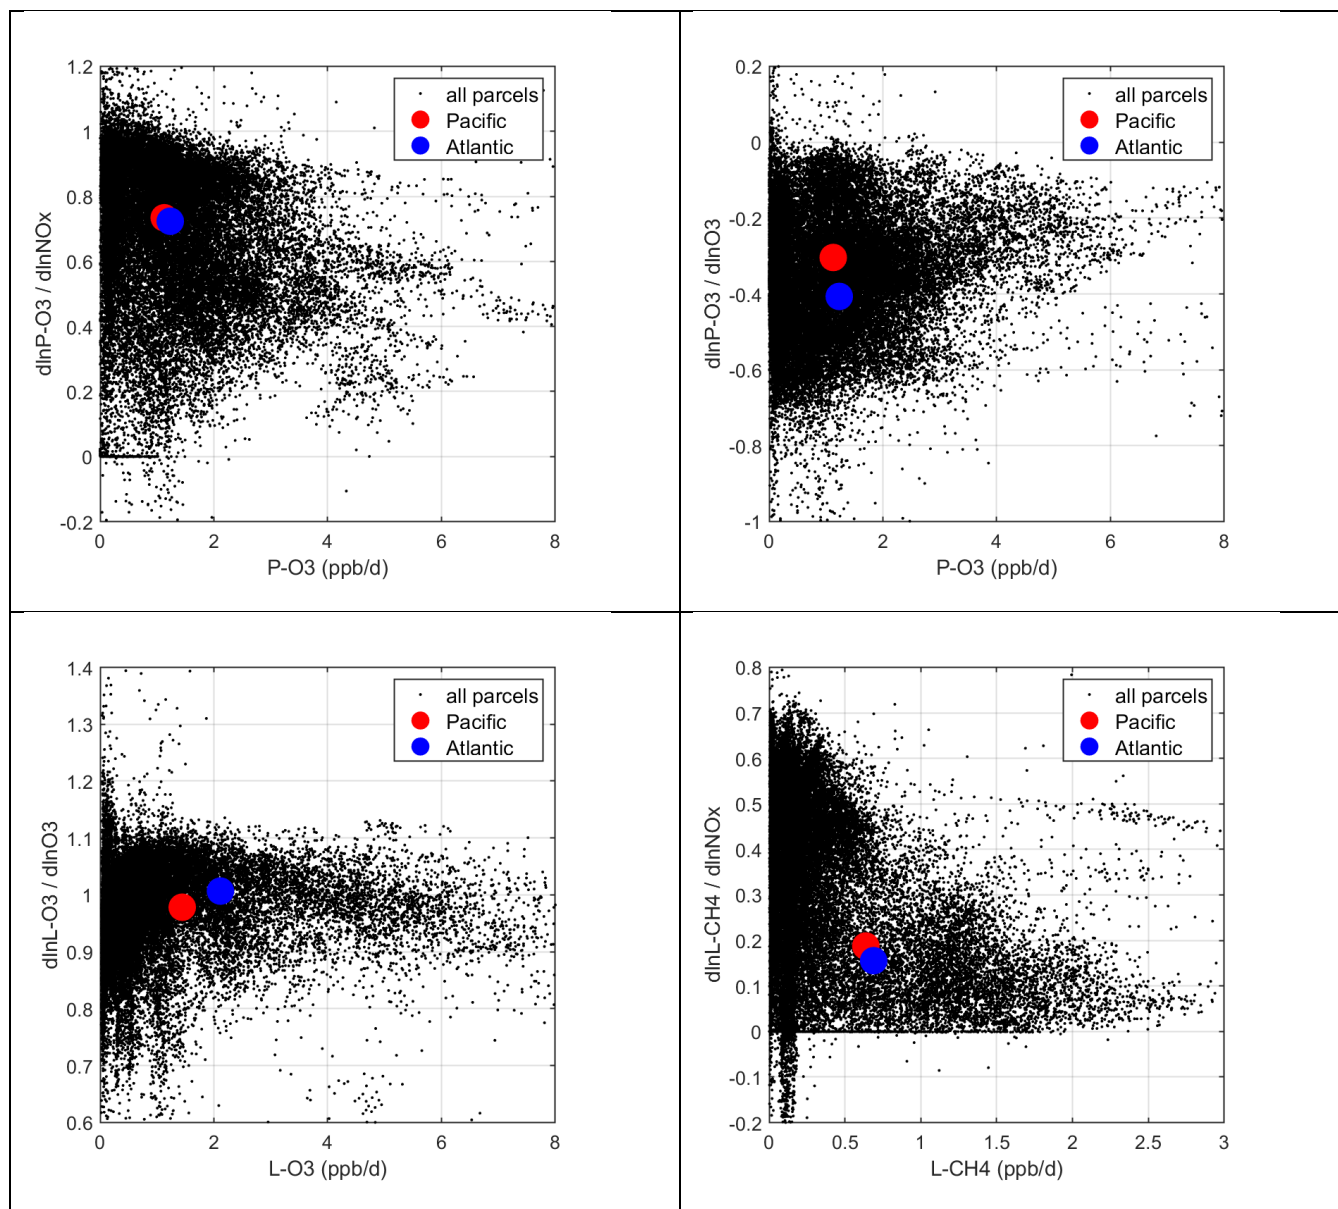 1.2
1
0.8
0.6
0.4
0.2
0
-0.2
dlnP-O3 / dlnNOx
all parcels
Pacific
Atlantic
0 2 4 6 8
P-O3 (ppb/d)
0.2
0
-0.2
-0.4
-0.6
-0.8
-1
dlnP-O3 / dlnO3
all parcels
Pacific
Atlantic
0 2 4 6 8
P-O3 (ppb/d)
1.4
1.3
1.2
1.1
1
0.9
0.8
0.7
0.6
dlnL-O3 / dlnO3
all parcels
Pacific
Atlantic
0 2 4 6 8
L-O3 (ppb/d)
0.8
0.7
0.6
0.5
0.4
0.3
0.2
0.1
0
-0.1
-0.2
dlnL-CH4 / dlnNOx
all parcels
Pacific
Atlantic
0 0.5 1 1.5 2 2.5 3
L-CH4 (ppb/d)